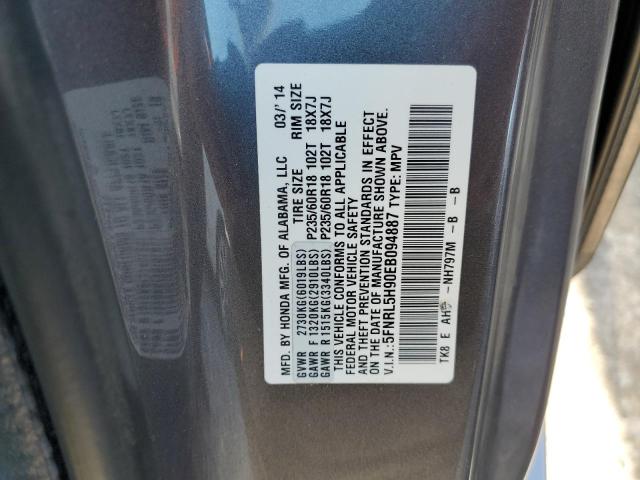 MFD. BY HONDA MFG. OF ALABAMA, LLC 03/'14
TIRE SIZE RIM SIZE
GVWR 2730KG(6019LBS)
GAWR F 1320KG(2910LBS) P235/60R18 102T 18X7J
GAWR R 1515KG(3340LBS) P235/60R18 102T 18X7J
THIS VEHICLE CONFORMS TO ALL APPLICABLE
FEDERAL MOTOR VEHICLE SAFETY
AND THEFT PREVENTION STANDARDS IN EFFECT
ON THE DATE OF MANUFACTURE SHOWN ABOVE.
V.I.N.:5FNRL5H90EB094887 TYPE: MPV
TK8 E NH797M - B - B